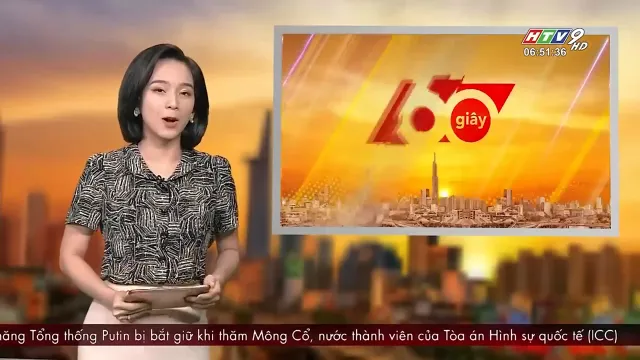 HTV9
HD
06:51:36
60
giây
năng Tổng thống Putin bị bắt giữ khi thăm Mông Cổ, nước thành viên của Tòa án Hình sự quốc tế (ICC)